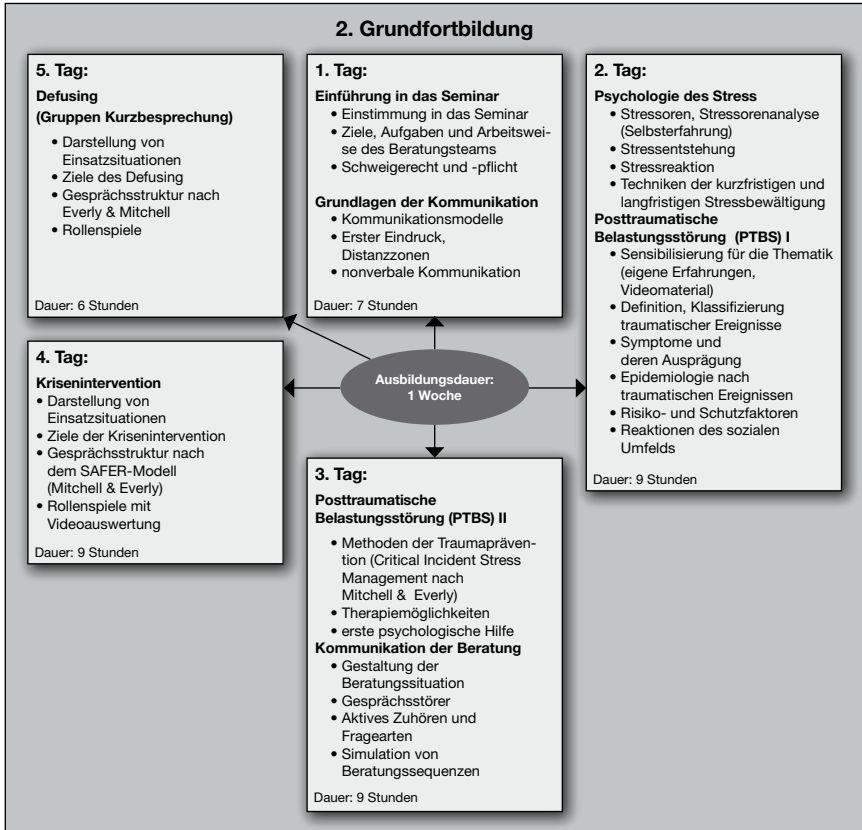 2. Grundfortbildung
5. Tag:
Defusing
(Gruppen Kurzbesprechung)
• Darstellung von
Einsatzsituationen
• Ziele des Defusing
• Gesprächsstruktur nach
Everly & Mitchell
• Rollenspiele
Dauer: 6 Stunden
1. Tag:
Einführung in das Seminar
• Einstimmung in das Seminar
• Ziele, Aufgaben und Arbeitswei-
se des Beratungsteams
• Schweigerecht und -pflicht
Grundlagen der Kommunikation
• Kommunikationsmodelle
• Erster Eindruck,
Distanzzonen
• nonverbale Kommunikation
Dauer: 7 Stunden
2. Tag:
Psychologie des Stress
• Stressoren, Stressorenanalyse
(Selbsterfahrung)
• Stressentstehung
• Stressreaktion
• Techniken der kurzfristigen und
langfristigen Stressbewältigung
Posttraumatische
Belastungsstörung (PTBS) I
• Sensibilisierung für die Thematik
(eigene Erfahrungen,
Videomaterial)
• Definition, Klassifizierung
traumatischer Ereignisse
• Symptome und
deren Ausprägung
• Epidemiologie nach
traumatischen Ereignissen
• Risiko- und Schutzfaktoren
• Reaktionen des sozialen
Umfelds
Dauer: 9 Stunden
4. Tag:
Krisenintervention
• Darstellung von
Einsatzsituationen
• Ziele der Krisenintervention
• Gesprächsstruktur nach
dem SAFER-Modell
(Mitchell & Everly)
• Rollenspiele mit
Videoauswertung
Dauer: 9 Stunden
Ausbildungsdauer:
1 Woche
3. Tag:
Posttraumatische
Belastungsstörung (PTBS) II
• Methoden der Traumapräven-
tion (Critical Incident Stress
Management nach
Mitchell & Everly)
• Therapiemöglichkeiten
• erste psychologische Hilfe
Kommunikation der Beratung
• Gestaltung der
Beratungssituation
• Gesprächsstörer
• Aktives Zuhören und
Fragearten
• Simulation von
Beratungssequenzen
Dauer: 9 Stunden